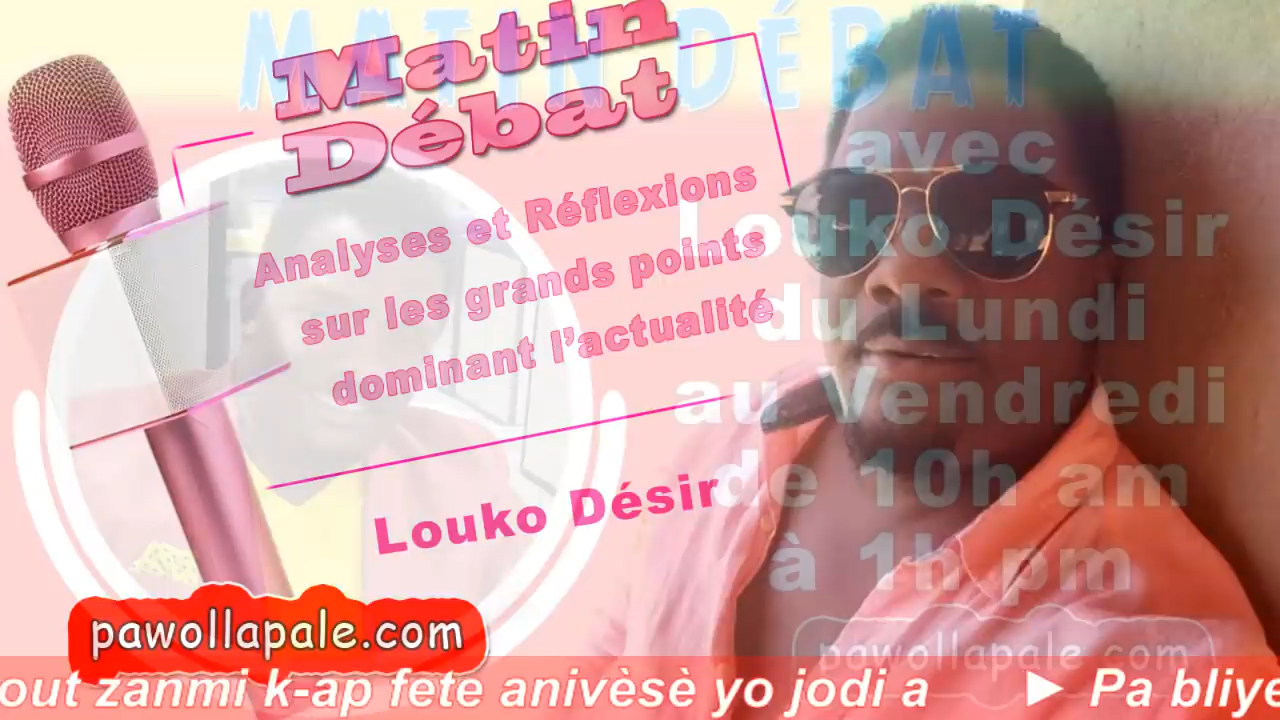 MATIN DÉBAT
Matin
Débat
Analyses et Réflexions
sur les grands points
dominant l’actualité
Louko Désir
avec
Louko Désir
du Lundi
au Vendredi
de 10h am
à 1h pm
pawollapale.com
pawollapale.com
out zanmi k-ap fete anivèsè yo jodi a ► Pa bliye